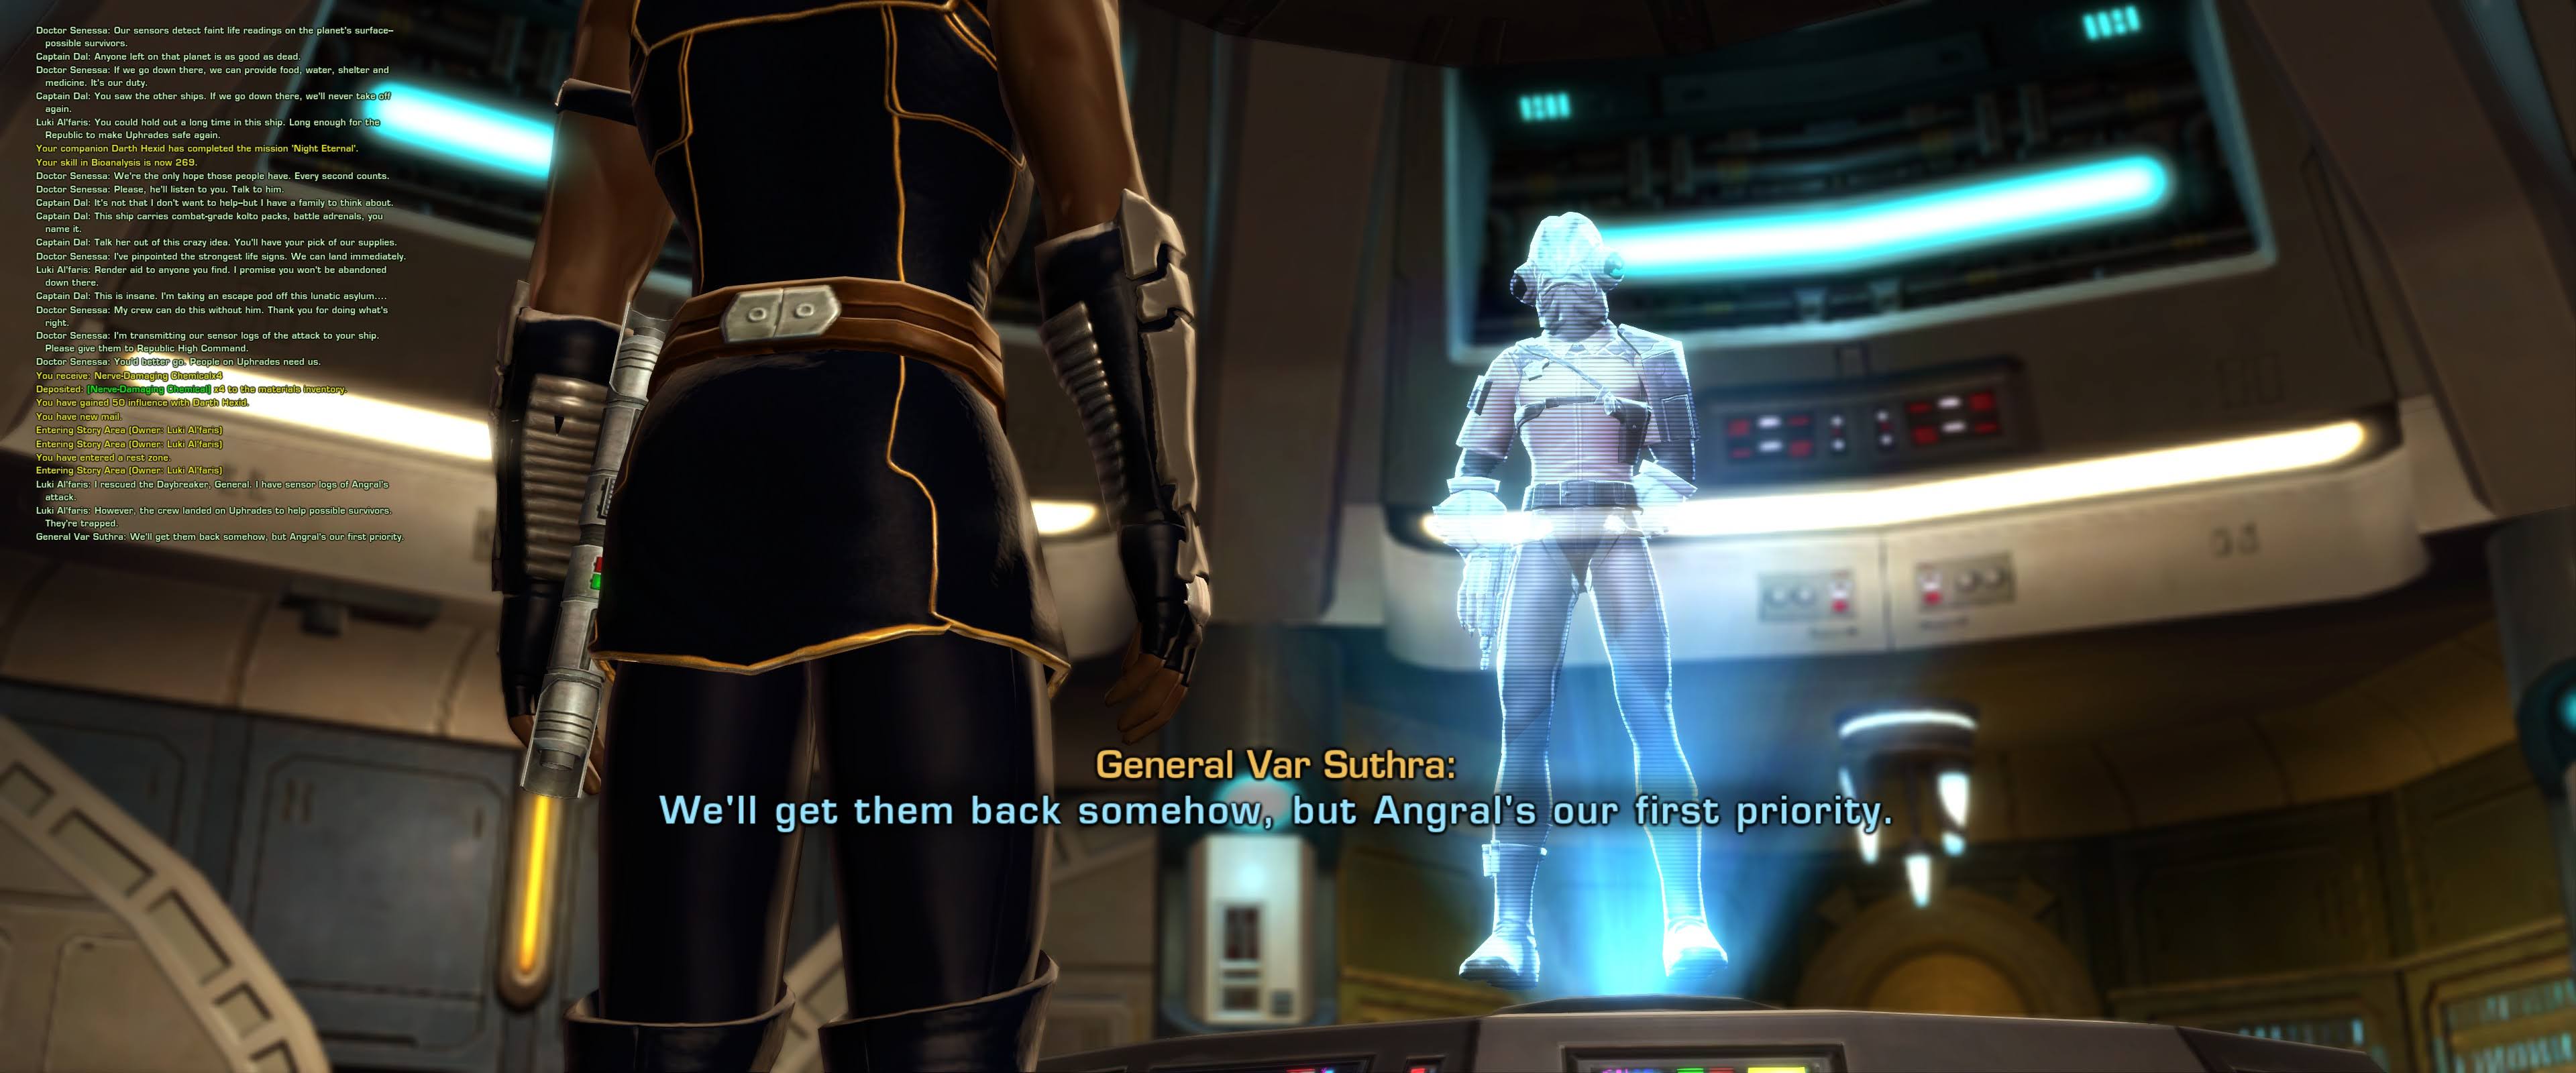 Doctor Senessa: Our sensors detect faint life readings on the planet's surface--
possible survivors.
Captain Dal: Anyone left on that planet is as good as dead.
Doctor Senessa: If we go down there, we can provide food, water, shelter and
medicine. It's our duty.
Captain Dal: You saw the other ships. If we go down there, we'll never take off
again.
Luki Al'faris: You could hold out a long time in this ship. Long enough for the
Republic to make Uphrades safe again.
Your companion Darth Hexid has completed the mission 'Night Eternal'.
Your skill in Bioanalysis is now 269.
Doctor Senessa: We're the only hope those people have. Every second counts.
Doctor Senessa: Please, he'll listen to you. Talk to him.
Captain Dal: It's not that I don't want to help--but I have a family to think about.
Captain Dal: This ship carries combat-grade kolto packs, battle adrenals, you
name it.
Captain Dal: Talk her out of this crazy idea. You'll have your pick of our supplies.
Doctor Senessa: I've pinpointed the strongest life signs. We can land immediately.
Luki Al'faris: Render aid to anyone you find. I promise you won't be abandoned
down there.
Captain Dal: This is insane. I'm taking an escape pod off this lunatic asylum....
Doctor Senessa: My crew can do this without him. Thank you for doing what's
right.
Doctor Senessa: I'm transmitting our sensor logs of the attack to your ship.
Please give them to Republic High Command.
Doctor Senessa: You'd better go. People on Uphrades need us.
You receive: Nerve-Damaging Chemicalx4
Deposited: [Nerve-Damaging Chemical] x4 to the materials inventory.
You have gained 50 influence with Darth Hexid.
You have new mail.
Entering Story Area (Owner: Luki Al'faris)
Entering Story Area (Owner: Luki Al'faris)
You have entered a rest zone.
Entering Story Area (Owner: Luki Al'faris)
Luki Al'faris: I rescued the Daybreaker, General. I have sensor logs of Angral's
attack.
Luki Al'faris: However, the crew landed on Uphrades to help possible survivors.
They're trapped.
General Var Suthra: We'll get them back somehow, but Angral's our first priority.
General Var Suthra:
We'll get them back somehow, but Angral's our first priority.